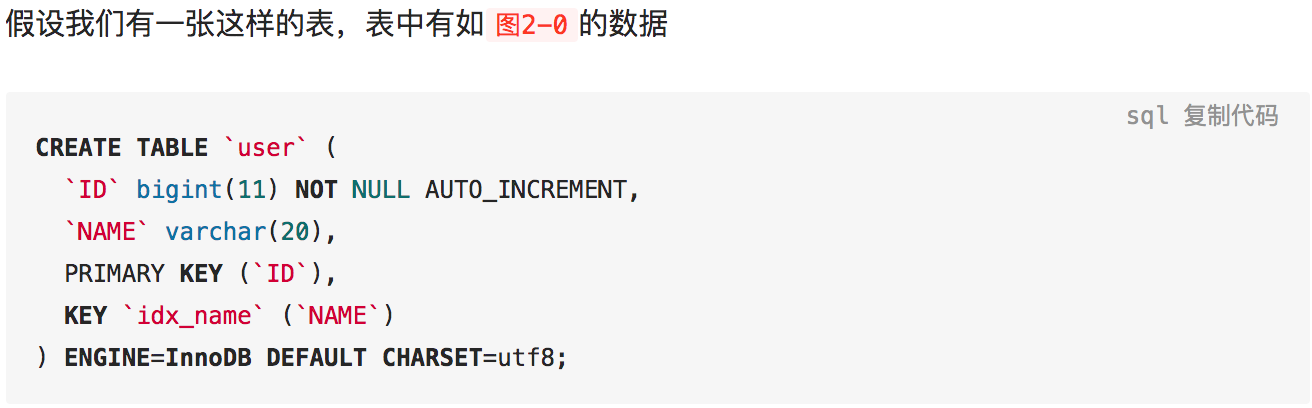 假设我们有一张这样的表，表中有如 图2-0 的数据
sql 复制代码
CREATE TABLE `user` (
  `ID` bigint(11) NOT NULL AUTO_INCREMENT,
  `NAME` varchar(20),
  PRIMARY KEY (`ID`),
  KEY `idx_name` (`NAME`)
) ENGINE=InnoDB DEFAULT CHARSET=utf8;